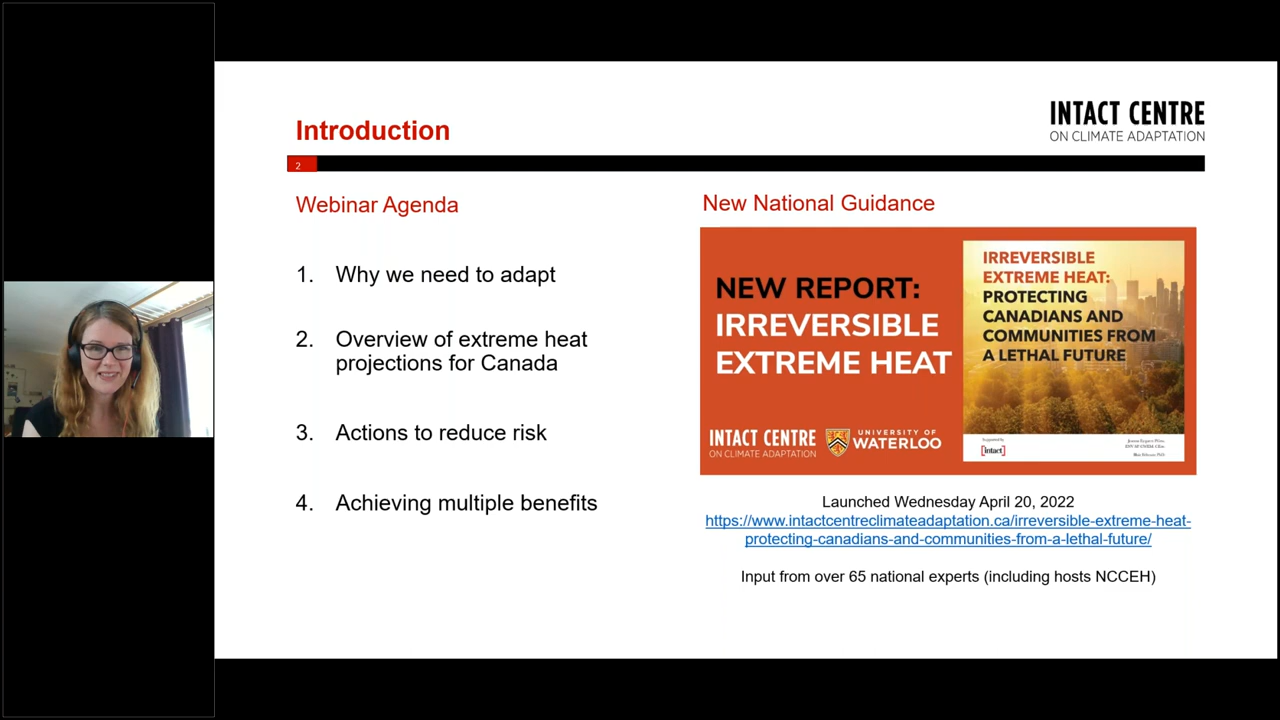 Introduction
INTACT CENTRE
ON CLIMATE ADAPTATION
2
Webinar Agenda
1. Why we need to adapt
2. Overview of extreme heat
projections for Canada
3. Actions to reduce risk
4. Achieving multiple benefits
New National Guidance
NEW REPORT:
IRREVERSIBLE
EXTREME HEAT
INTACT CENTRE
ON CLIMATE ADAPTATION
UNIVERSITY OF
WATERLOO
IRREVERSIBLE
EXTREME HEAT:
PROTECTING
CANADIANS AND
COMMUNITIES FROM
A LETHAL FUTURE
Supported by
[intact]
Launched Wednesday April 20, 2022
https://www.intactcentreclimateadaptation.ca/irreversible-extreme-heat-
protecting-canadians-and-communities-from-a-lethal-future/
Input from over 65 national experts (including hosts NCCEH)